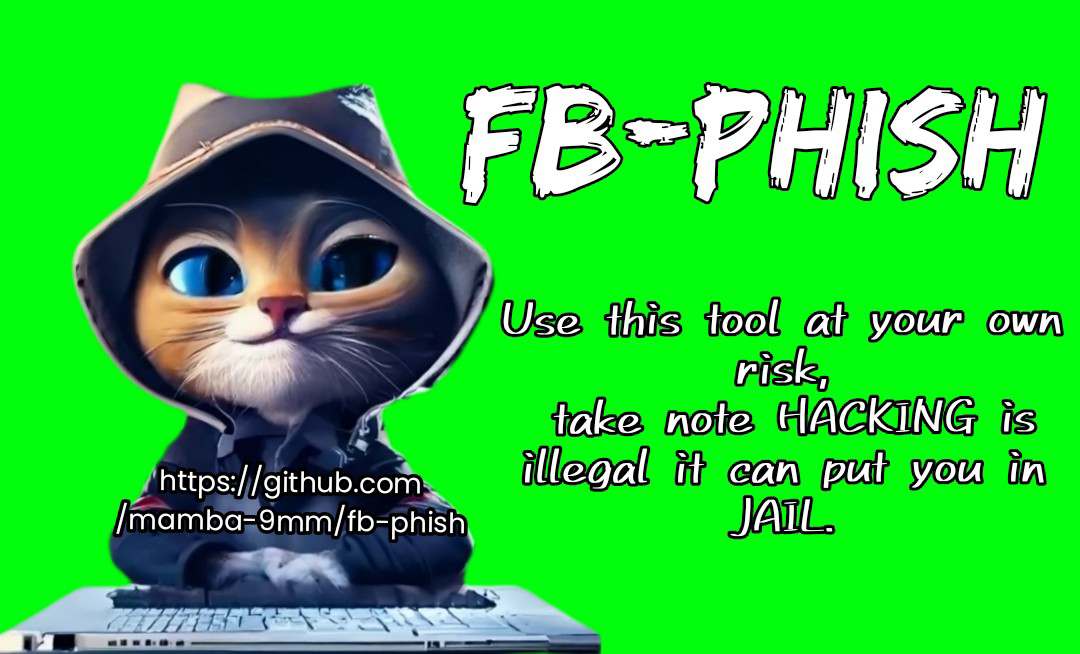 FB-PHISH
Use this tool at your own
risk,
take note HACKING is
illegal it can put you in
JAIL.
https://github.com
/mamba-9mm/fb-phish